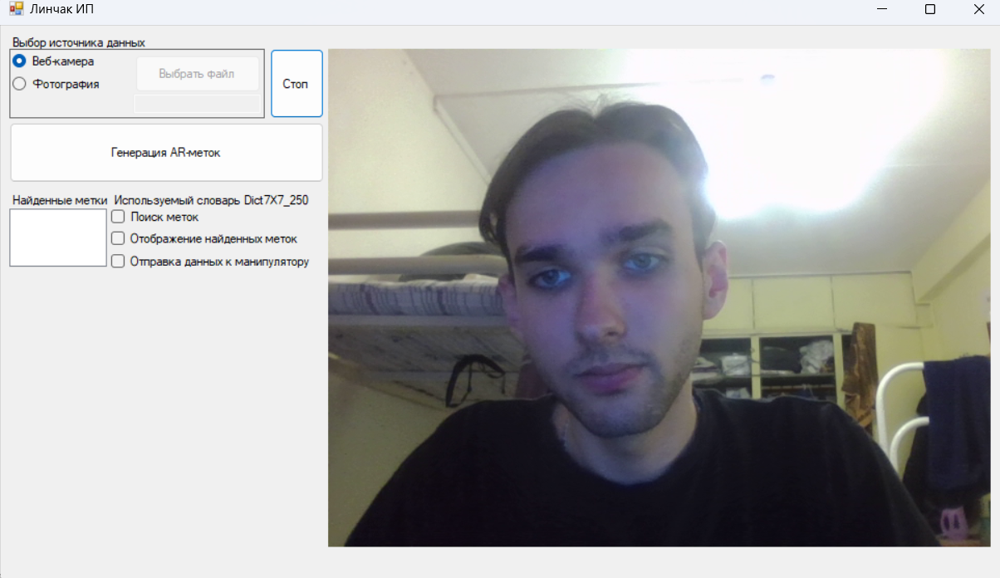 Линчак ИП
Выбор источника данных
Веб-камера
Выбрать файл
Фотография
Стоп
Генерация AR-меток
Найденные метки
Используемый словарь Dict7X7_250
Поиск меток
Отображение найденных меток
Отправка данных к манипулятору